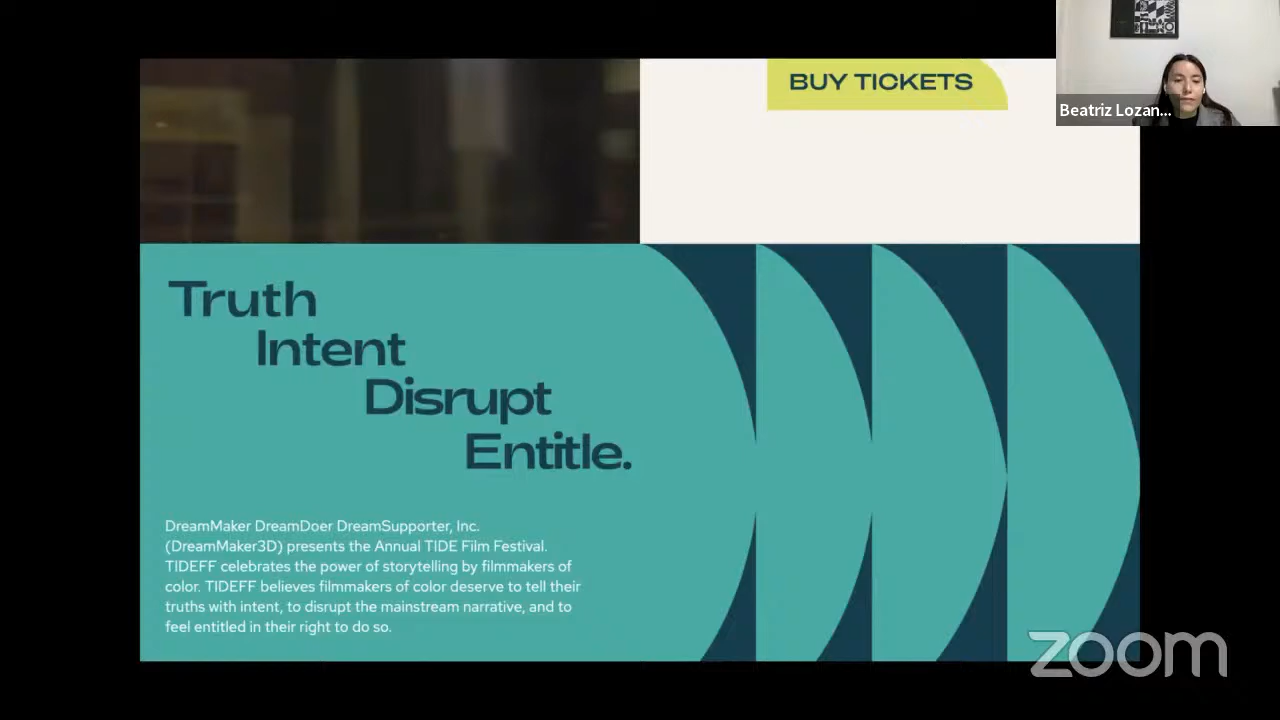 BUY TICKETS
Beatriz Lozan...
Truth
Intent
Disrupt
Entitle.
DreamMaker DreamDoer DreamSupporter, Inc.
(DreamMaker3D) presents the Annual TIDE Film Festival.
TIDEFF celebrates the power of storytelling by filmmakers of
color. TIDEFF believes filmmakers of color deserve to tell their
truths with intent, to disrupt the mainstream narrative, and to
feel entitled in their right to do so.
zoom